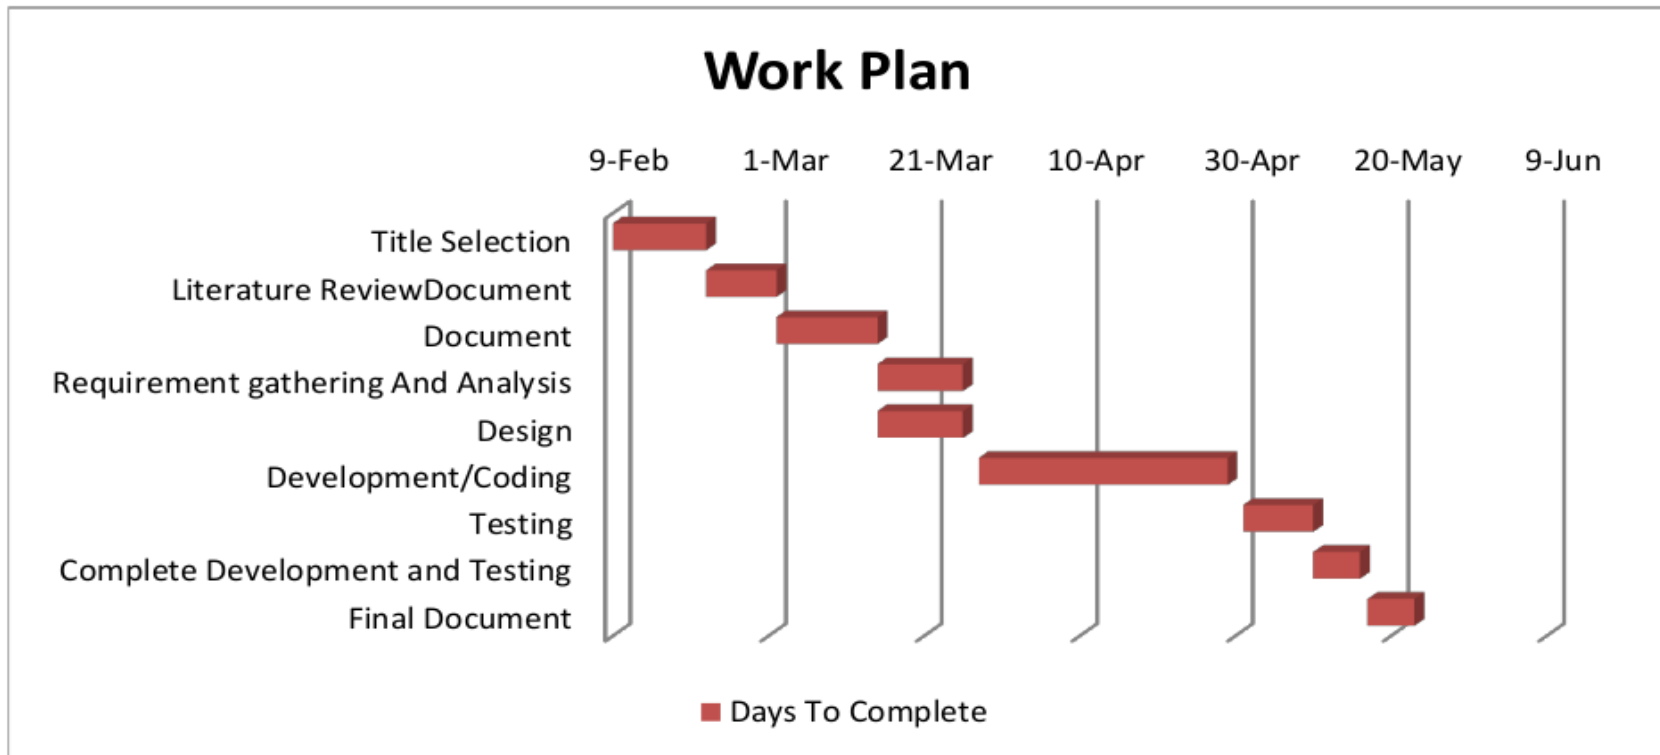 Work Plan
9-Feb 1-Mar 21-Mar 10-Apr 30-Apr 20-May 9-Jun
Title Selection
Literature ReviewDocument
Document
Requirement gathering And Analysis
Design
Development/Coding
Testing
Complete Development and Testing
Final Document
Days To Complete